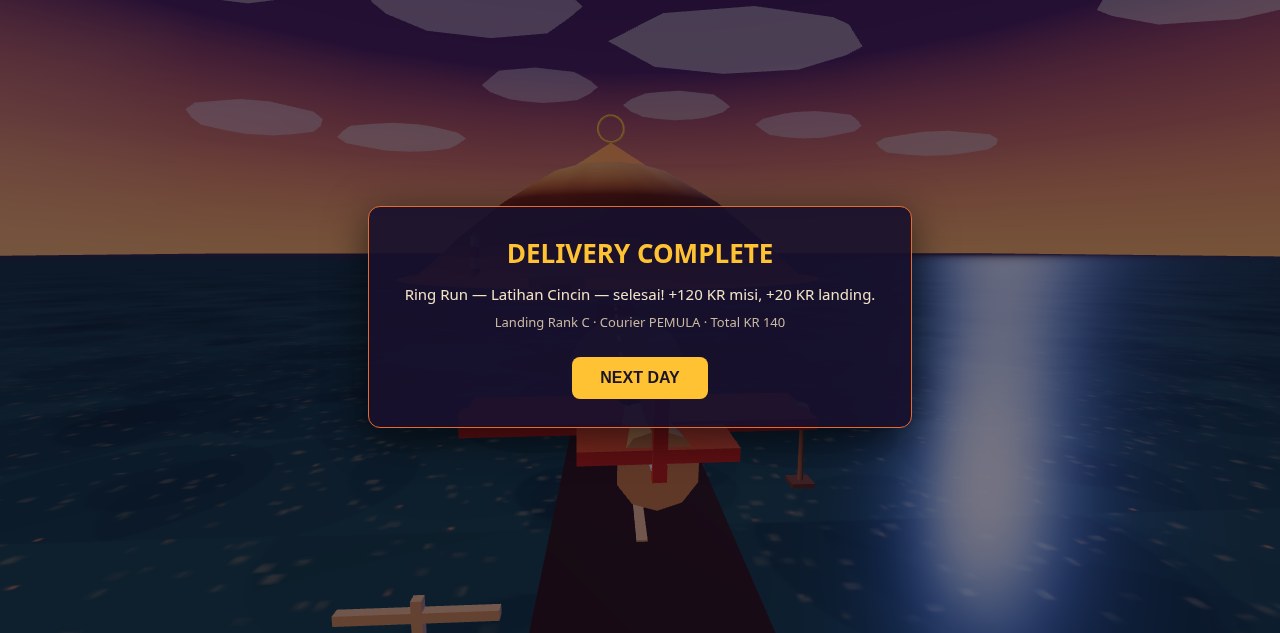 DELIVERY COMPLETE
Ring Run — Latihan Cincin — selesai! +120 KR misi, +20 KR landing.
Landing Rank C · Courier PEMULA · Total KR 140
NEXT DAY